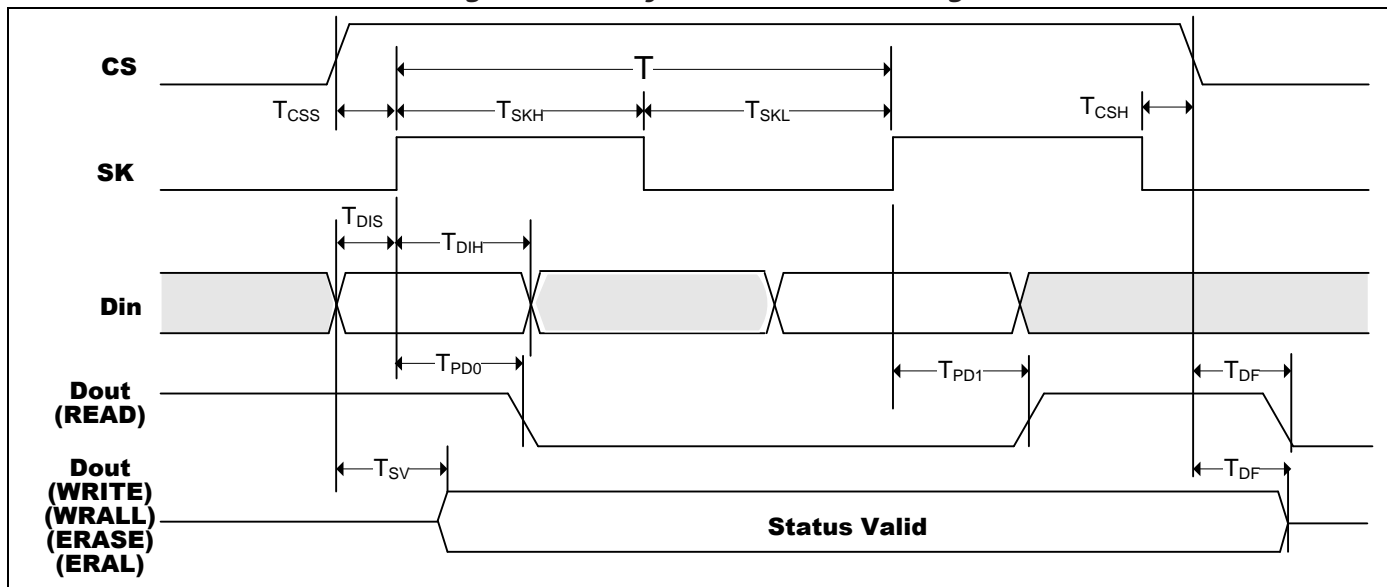 CS
T
TCSS
TSKH
TSKL
TCSH
SK
TDIS
TDIH
Din
TPD0
TPD1
TDF
Dout
(READ)
TSV
TDF
Dout
(WRITE)
(WRALL)
(ERASE)
(ERAL)
Status Valid